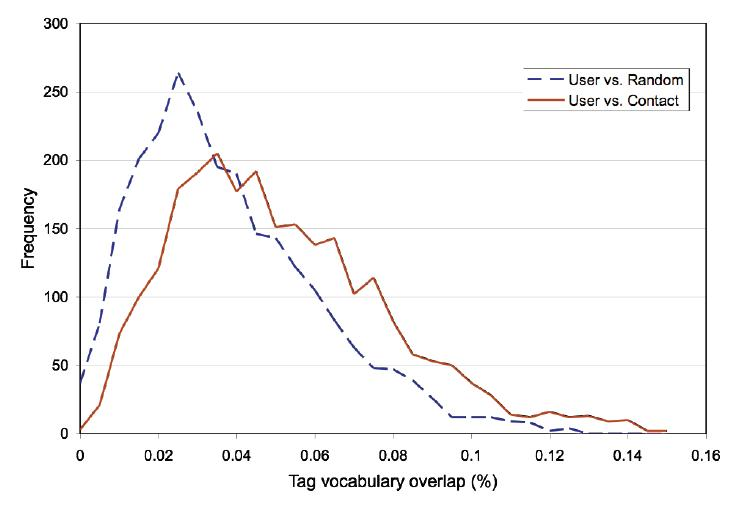 300
250
200
150
100
50
0
Frequency
User vs. Random
User vs. Contact
0 0.02 0.04 0.06 0.08 0.1 0.12 0.14 0.16
Tag vocabulary overlap (%)